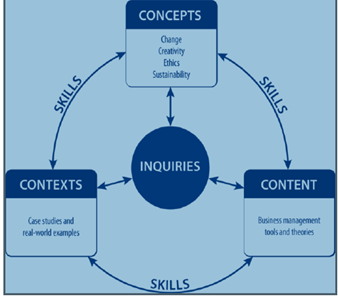 CONCEPTS
Change
Creativity
Ethics
Sustainability
SKILLS
SKILLS
INQUIRIES
CONTEXTS
Case studies and
real-world examples
CONTENT
Business management
tools and theories
SKILLS